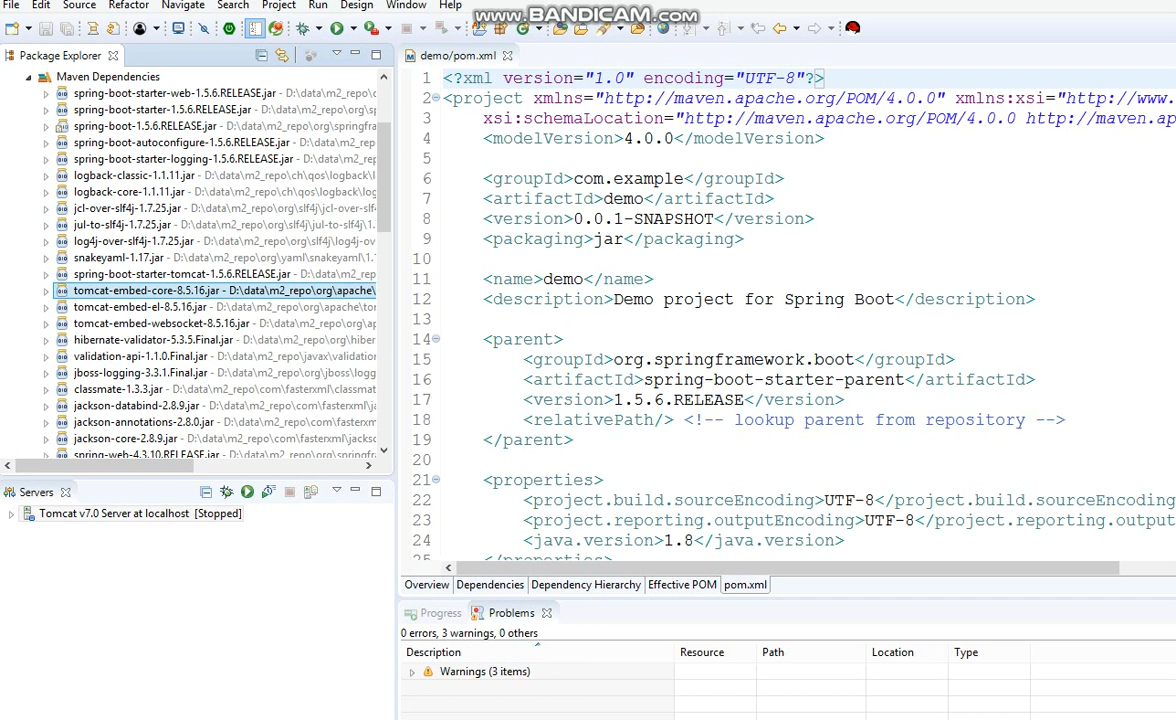 File Edit Source Refactor Navigate Search Project Run Design Window Help
www.BANDICAM.com
Package Explorer
Maven Dependencies
spring-boot-starter-web-1.5.6.RELEASE.jar - D:\data\m2_repo\
spring-boot-starter-1.5.6.RELEASE.jar - D:\data\m2_repo\org
spring-boot-1.5.6.RELEASE.jar - D:\data\m2_repo\org\springfra
spring-boot-autoconfigure-1.5.6.RELEASE.jar - D:\data\m2_rep
spring-boot-starter-logging-1.5.6.RELEASE.jar - D:\data\m2_re
logback-classic-1.1.11.jar - D:\data\m2_repo\ch\qos\logback\l
logback-core-1.1.11.jar - D:\data\m2_repo\ch\qos\logback\log
jcl-over-slf4j-1.7.25.jar - D:\data\m2_repo\org\slf4j\jcl-over-sl
jul-to-slf4j-1.7.25.jar - D:\data\m2_repo\org\slf4j\jul-to-slf4j\
log4j-over-slf4j-1.7.25.jar - D:\data\m2_repo\org\slf4j\log4j-o
snakeyaml-1.17.jar - D:\data\m2_repo\org\yaml\snakeyaml\1.
spring-boot-starter-tomcat-1.5.6.RELEASE.jar - D:\data\m2_rep
tomcat-embed-core-8.5.16.jar - D:\data\m2_repo\org\apache\
tomcat-embed-el-8.5.16.jar - D:\data\m2_repo\org\apache\tor
tomcat-embed-websocket-8.5.16.jar - D:\data\m2_repo\org\ap
hibernate-validator-5.3.5.Final.jar - D:\data\m2_repo\org\hiber
validation-api-1.1.0.Final.jar - D:\data\m2_repo\javax\validation
jboss-logging-3.3.1.Final.jar - D:\data\m2_repo\org\jboss\loggi
classmate-1.3.3.jar - D:\data\m2_repo\com\fasterxml\classmat
jackson-databind-2.8.9.jar - D:\data\m2_repo\com\fasterxml\ja
jackson-annotations-2.8.0.jar - D:\data\m2_repo\com\fasterxm
jackson-core-2.8.9.jar - D:\data\m2_repo\com\fasterxml\jackso
spring-web-4.3.10.RELEASE.jar - D:\data\m2_repo\org\springfra
Servers
Tomcat v7.0 Server at localhost [Stopped]
demo/pom.xml
1 <?xml version="1.0" encoding="UTF-8"?>
2 <project xmlns="http://maven.apache.org/POM/4.0.0" xmlns:xsi="http://www.
3 xsi:schemaLocation="http://maven.apache.org/POM/4.0.0 http://maven.ap
4 <modelVersion>4.0.0</modelVersion>
5
6 <groupId>com.example</groupId>
7 <artifactId>demo</artifactId>
8 <version>0.0.1-SNAPSHOT</version>
9 <packaging>jar</packaging>
10
11 <name>demo</name>
12 <description>Demo project for Spring Boot</description>
13
14 <parent>
15 <groupId>org.springframework.boot</groupId>
16 <artifactId>spring-boot-starter-parent</artifactId>
17 <version>1.5.6.RELEASE</version>
18 <relativePath/> <!-- lookup parent from repository -->
19 </parent>
20
21 <properties>
22 <project.build.sourceEncoding>UTF-8</project.build.sourceEncoding
23 <project.reporting.outputEncoding>UTF-8</project.reporting.output
24 <java.version>1.8</java.version>
25 </properties>
Overview Dependencies Dependency Hierarchy Effective POM pom.xml
Progress Problems
0 errors, 3 warnings, 0 others
Description Resource Path Location Type
Warnings (3 items)